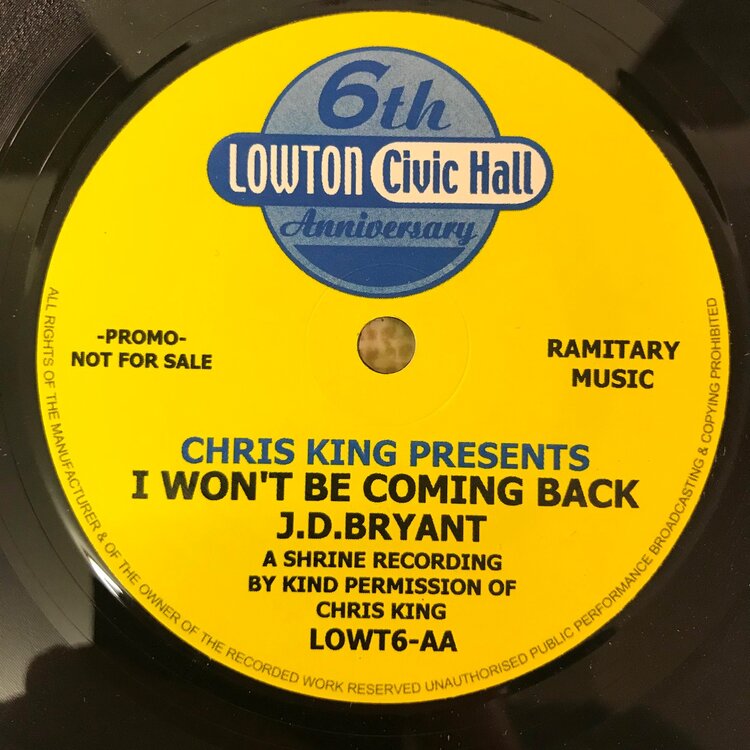 6th
LOWTON Civic Hall
Anniversary
-PROMO-
NOT FOR SALE
RAMITARY
MUSIC
CHRIS KING PRESENTS
I WON'T BE COMING BACK
J.D.BRYANT
A SHRINE RECORDING
BY KIND PERMISSION OF
CHRIS KING
LOWT6-AA
ALL RIGHTS OF THE MANUFACTURER & OF THE OWNER OF THE RECORDED WORK RESERVED UNAUTHORISED PUBLIC PERFORMANCE BROADCASTING & COPYING PROHIBITED